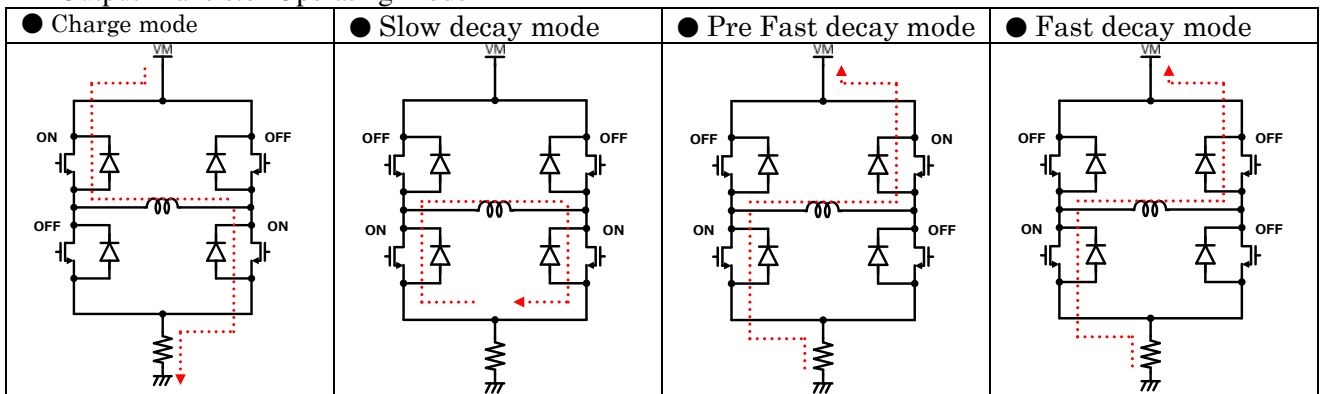 ● Charge mode
● Slow decay mode
● Pre Fast decay mode
● Fast decay mode
VM
ON
OFF
OFF
ON
VM
OFF
OFF
ON
ON
VM
OFF
ON
ON
OFF
VM
OFF
OFF
ON
OFF